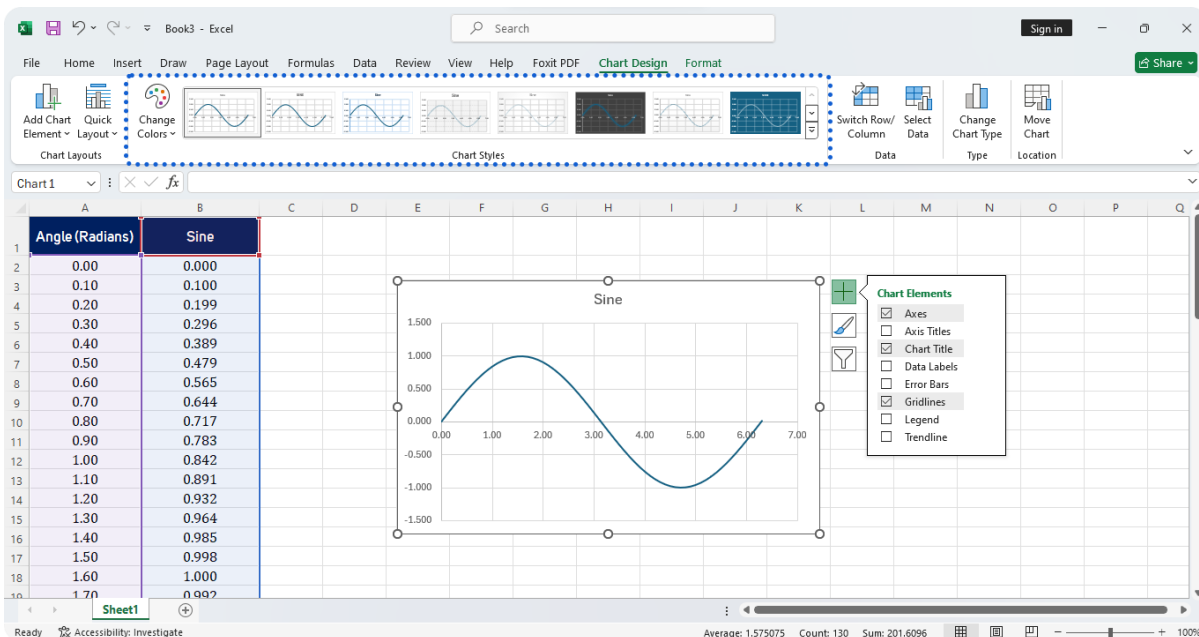 Book3 - Excel
Search
Sign in
File Home Insert Draw Page Layout Formulas Data Review View Help Foxit PDF Chart Design Format
Share
Add Chart Element
Quick Layout
Change Colors
Switch Row/ Column
Select Data
Change Chart Type
Move Chart
Chart Layouts Chart Styles Data Type Location
Chart 1 fx
A B C D E F G H I J K L M N O P Q
1 Angle (Radians) Sine
2 0.00 0.000
3 0.10 0.100
4 0.20 0.199
5 0.30 0.296
6 0.40 0.389
7 0.50 0.479
8 0.60 0.565
9 0.70 0.644
10 0.80 0.717
11 0.90 0.783
12 1.00 0.842
13 1.10 0.891
14 1.20 0.932
15 1.30 0.964
16 1.40 0.985
17 1.50 0.998
18 1.60 1.000
19 1.70 0.992
Sine
1.500
1.000
0.500
0.000
0.00 1.00 2.00 3.00 4.00 5.00 6.00 7.00
-0.500
-1.000
-1.500
Chart Elements
Axes
Axis Titles
Chart Title
Data Labels
Error Bars
Gridlines
Legend
Trendline
Sheet1
Ready Accessibility: Investigate Average: 1.575075 Count: 130 Sum: 201.6096 100%